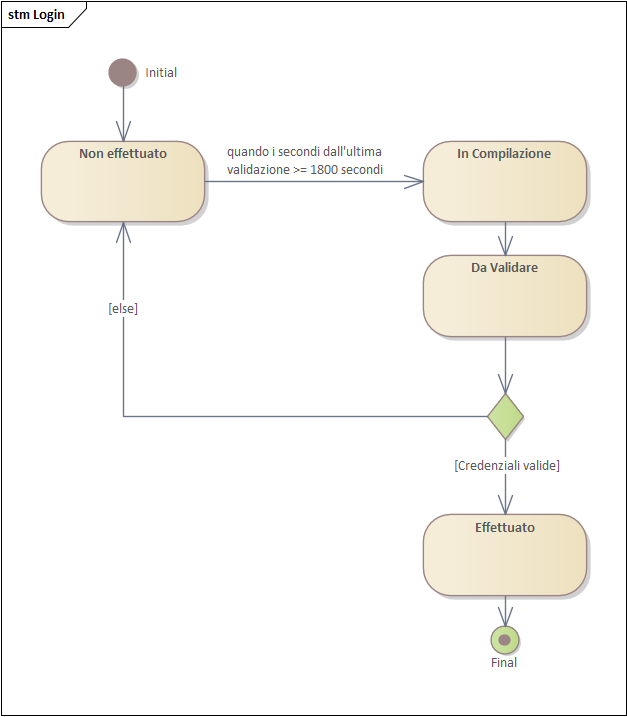 stm Login
Initial
Non effettuato
quando i secondi dall'ultima
validazione >= 1800 secondi
In Compilazione
Da Validare
[else]
[Credenziali valide]
Effettuato
Final